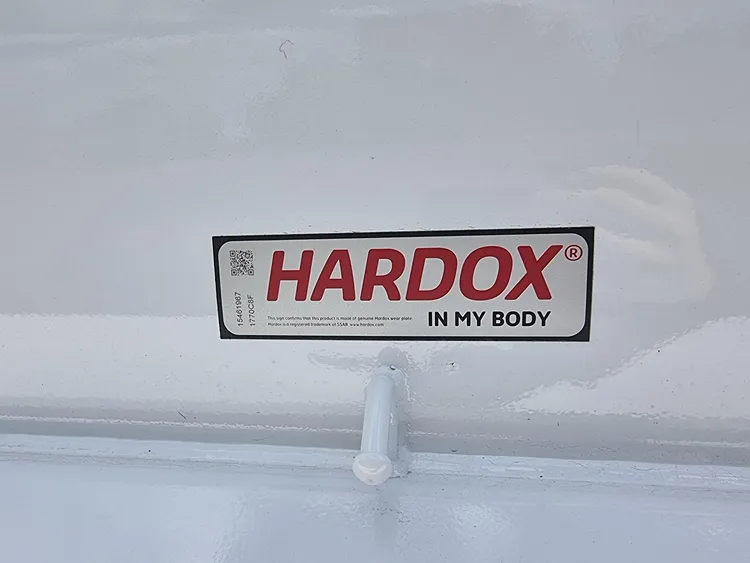 HARDOX®
IN MY BODY
15461967
1770C8F
This sign confirms that this product is made of genuine Hardox wear plate.
Hardox is a registered trademark of SSAB www.hardox.com